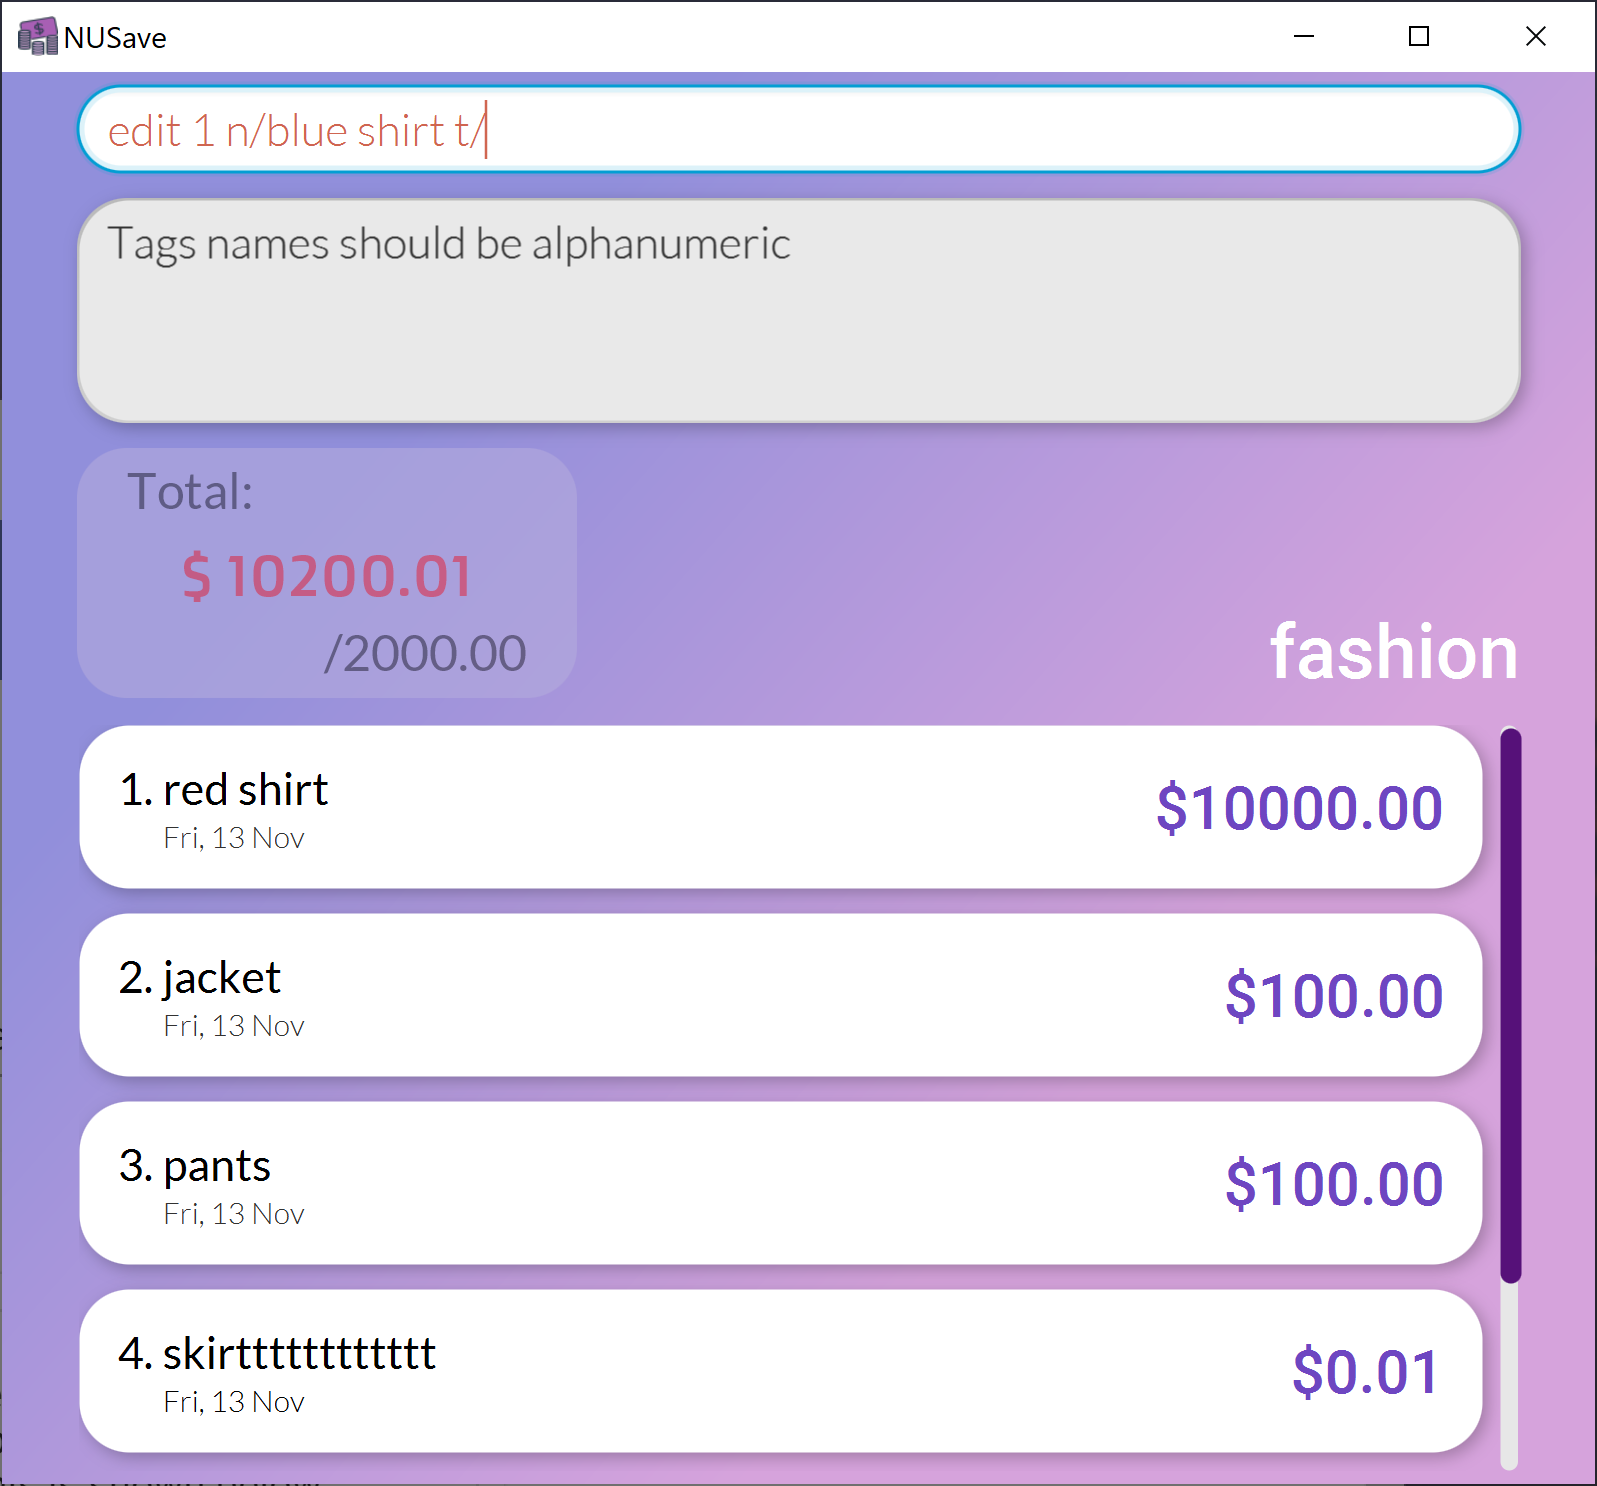 NUSave
edit 1 n/blue shirt t/
Tags names should be alphanumeric
Total:
$ 10200.01
/2000.00
fashion
1. red shirt
Fri, 13 Nov
$10000.00
2. jacket
Fri, 13 Nov
$100.00
3. pants
Fri, 13 Nov
$100.00
4. skirtttttttttttt
Fri, 13 Nov
$0.01